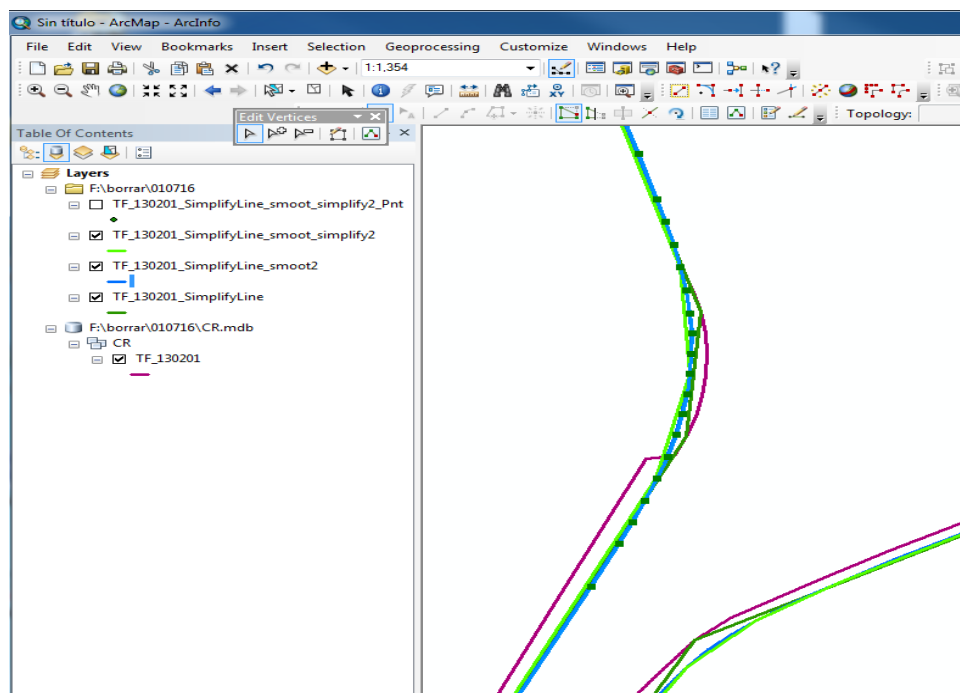 Sin título - ArcMap - ArcInfo
File Edit View Bookmarks Insert Selection Geoprocessing Customize Windows Help
1:1,354
Edit Vertices
Topology:
Table Of Contents
Layers
F:\borrar\010716
TF_130201_SimplifyLine_smoot_simplify2_Pnt
TF_130201_SimplifyLine_smoot_simplify2
TF_130201_SimplifyLine_smoot2
TF_130201_SimplifyLine
F:\borrar\010716\CR.mdb
CR
TF_130201